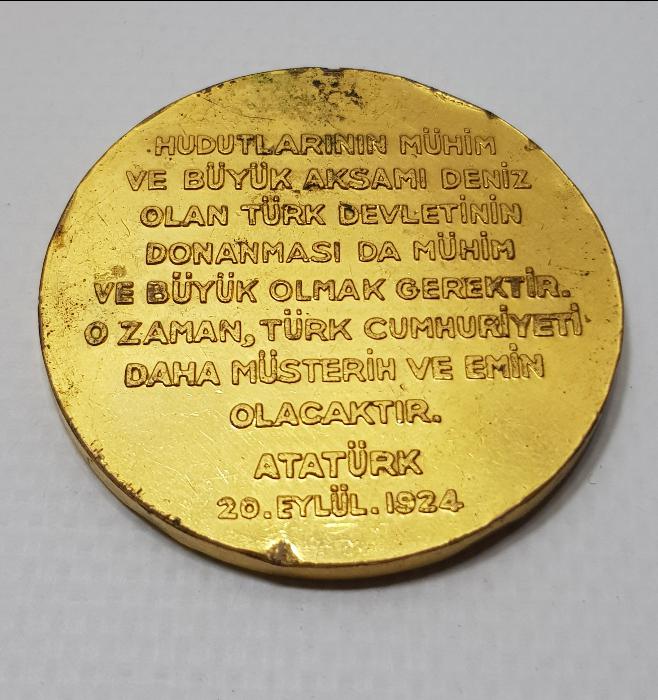 HUDUTLARININ MÜHİM
VE BÜYÜK AKSAMI DENİZ
OLAN TÜRK DEVLETİNİN
DONANMASI DA MÜHİM
VE BÜYÜK OLMAK GEREKTİR.
O ZAMAN, TÜRK CUMHURİYETİ
DAHA MÜSTERİH VE EMİN
OLACAKTIR.
ATATÜRK
20.EYLÜL.1924